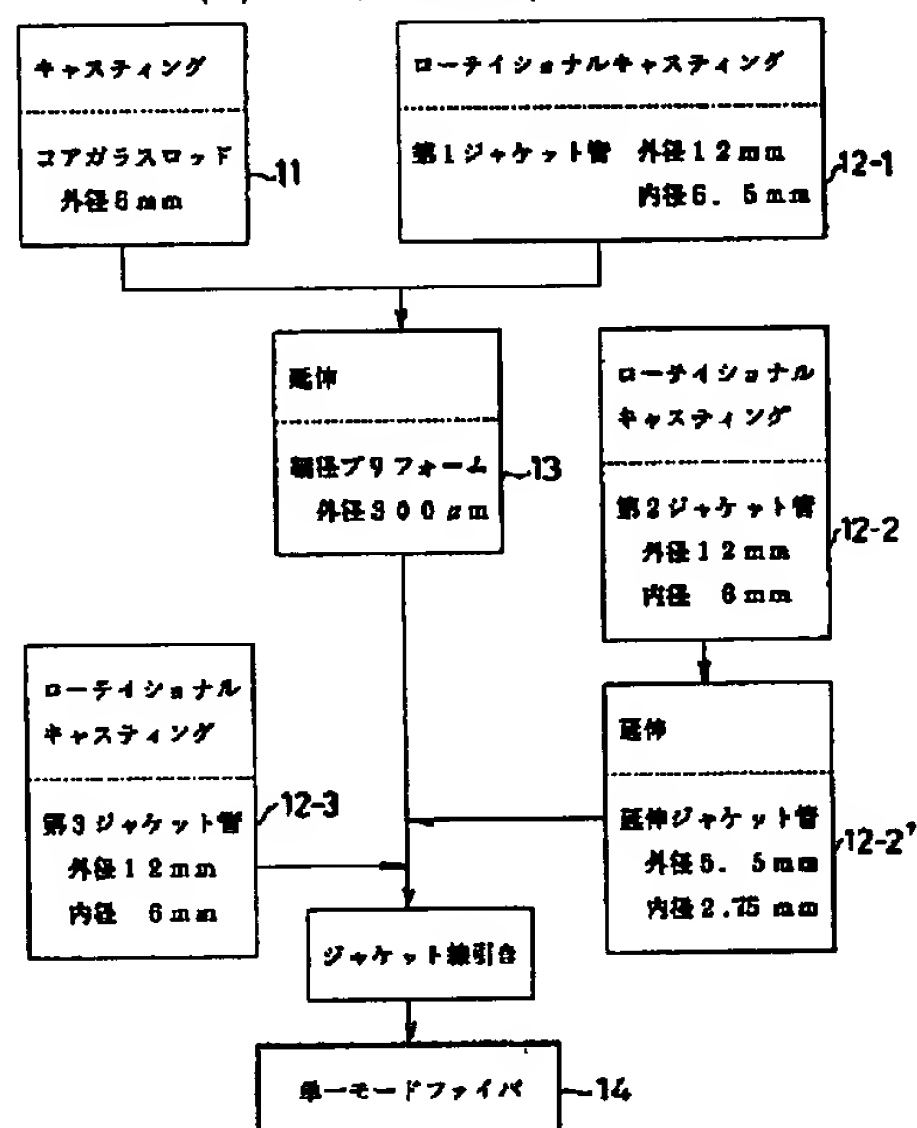 キャスティング
コアガラスロッド
外径6mm
11
ローテイショナルキャスティング
第1ジャケット管 外径12mm
内径6.5mm
12-1
延伸
細径プリフォーム
外径300μm
13
ローテイショナル
キャスティング
第2ジャケット管
外径12mm
内径 6mm
12-2
ローテイショナル
キャスティング
第3ジャケット管
外径12mm
内径 6mm
12-3
延伸
延伸ジャケット管
外径5.5mm
内径2.75mm
12-2'
ジャケット線引き
単一モードファイバ
14